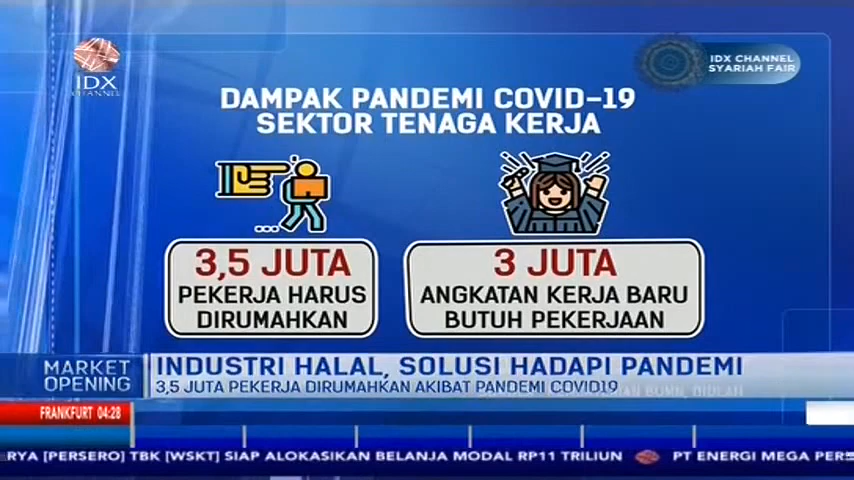 IDX
CHANNEL
IDX CHANNEL
SYARIAH FAIR
DAMPAK PANDEMI COVID-19
SEKTOR TENAGA KERJA
3,5 JUTA
PEKERJA HARUS
DIRUMAHKAN
3 JUTA
ANGKATAN KERJA BARU
BUTUH PEKERJAAN
MARKET
OPENING
INDUSTRI HALAL, SOLUSI HADAPI PANDEMI
3,5 JUTA PEKERJA DIRUMAHKAN AKIBAT PANDEMI COVID19
FRANKFURT 04:28
ARYA [PERSERO] TBK [WSKT] SIAP ALOKASIKAN BELANJA MODAL RP11 TRILIUN PT ENERGI MEGA PERS